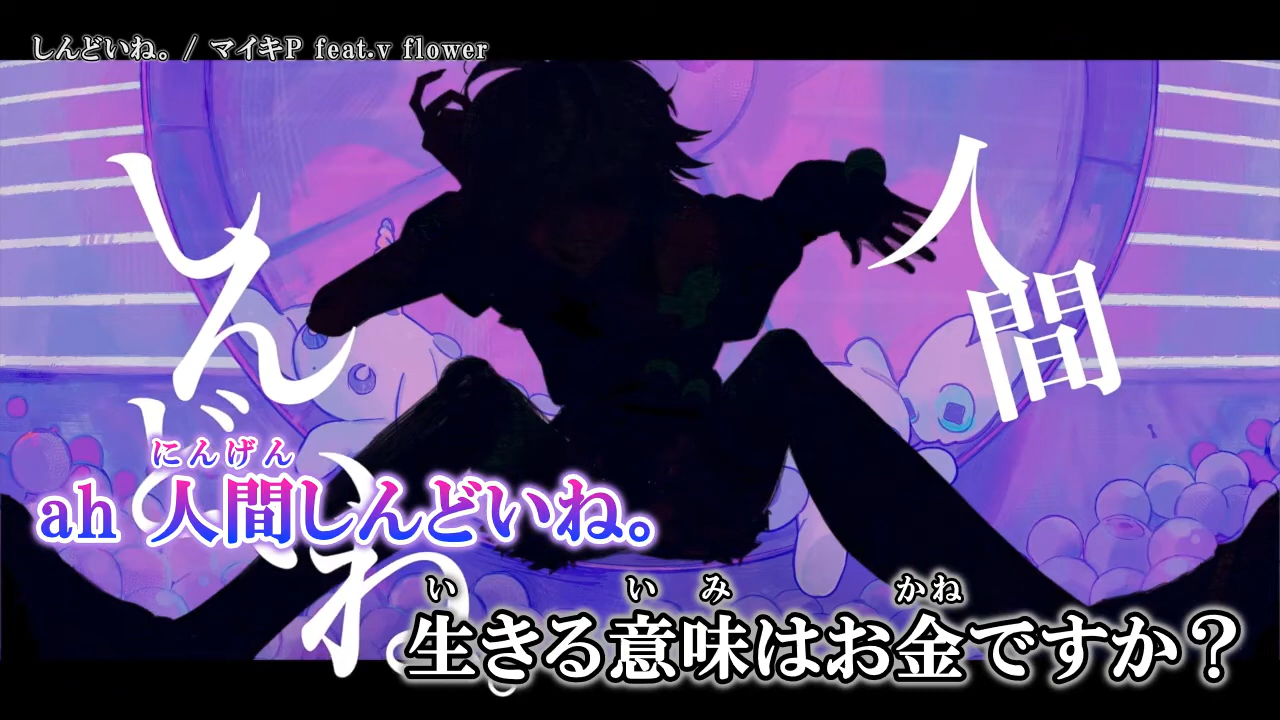 しんどいね。/ マイキP feat.v flower
人間
しんどいね。
にんげん
ah 人間しんどいね。
い い み かね
生きる意味はお金ですか?